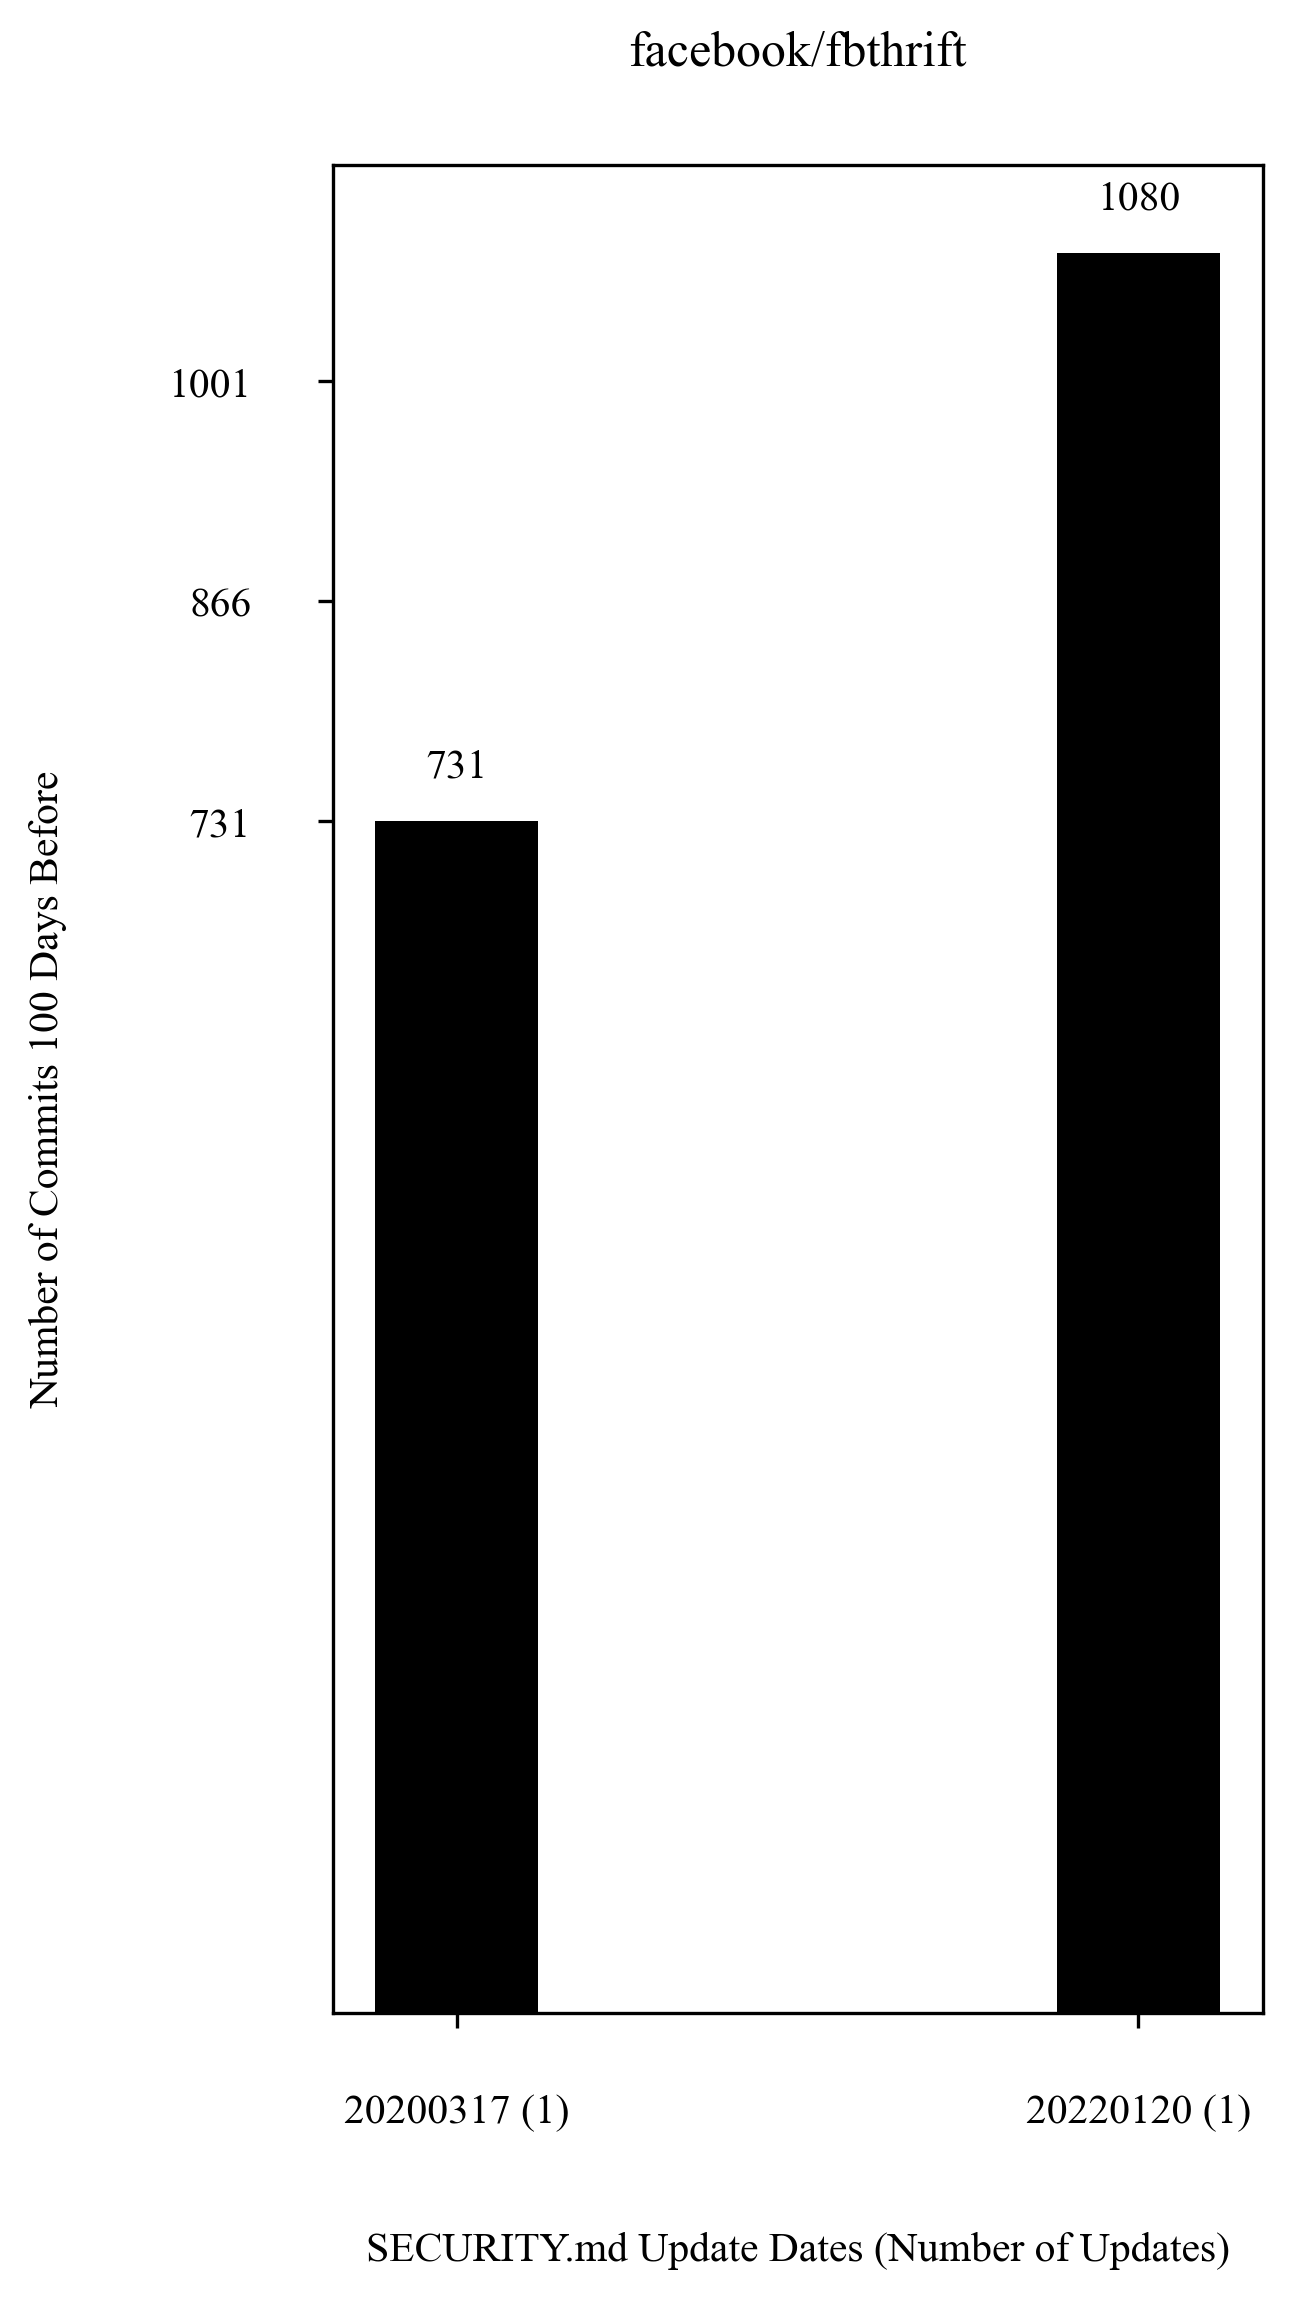 facebook/fbthrift
1080
1001
866
731
731
Number of Commits 100 Days Before
20200317 (1)
20220120 (1)
SECURITY.md Update Dates (Number of Updates)